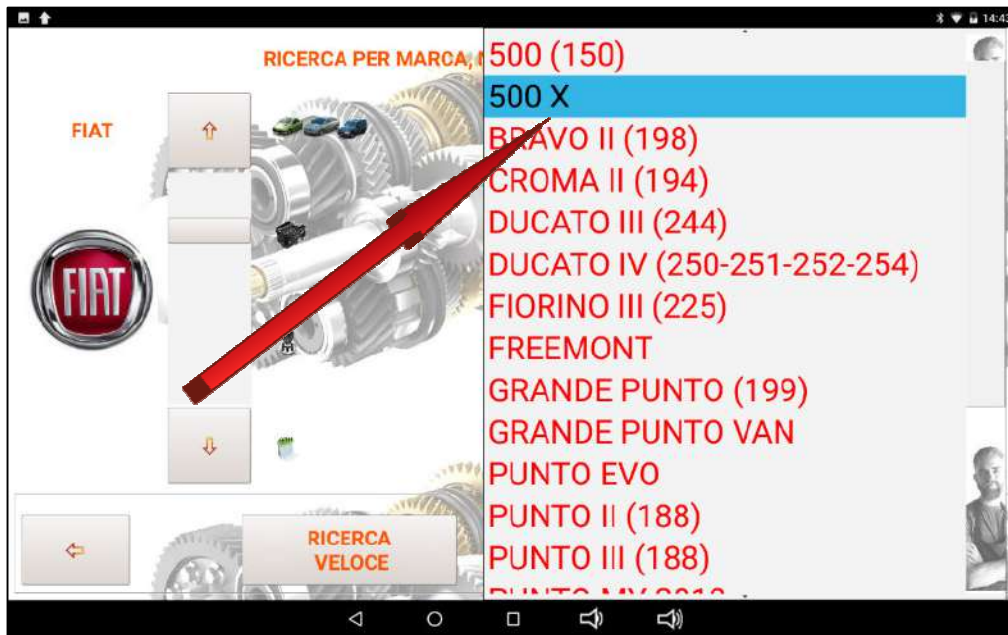 14:43
RICERCA PER MARCA,
FIAT
FIAT
500 (150)
500 X
BRAVO II (198)
CROMA II (194)
DUCATO III (244)
DUCATO IV (250-251-252-254)
FIORINO III (225)
FREEMONT
GRANDE PUNTO (199)
GRANDE PUNTO VAN
PUNTO EVO
PUNTO II (188)
PUNTO III (188)
RICERCA
VELOCE